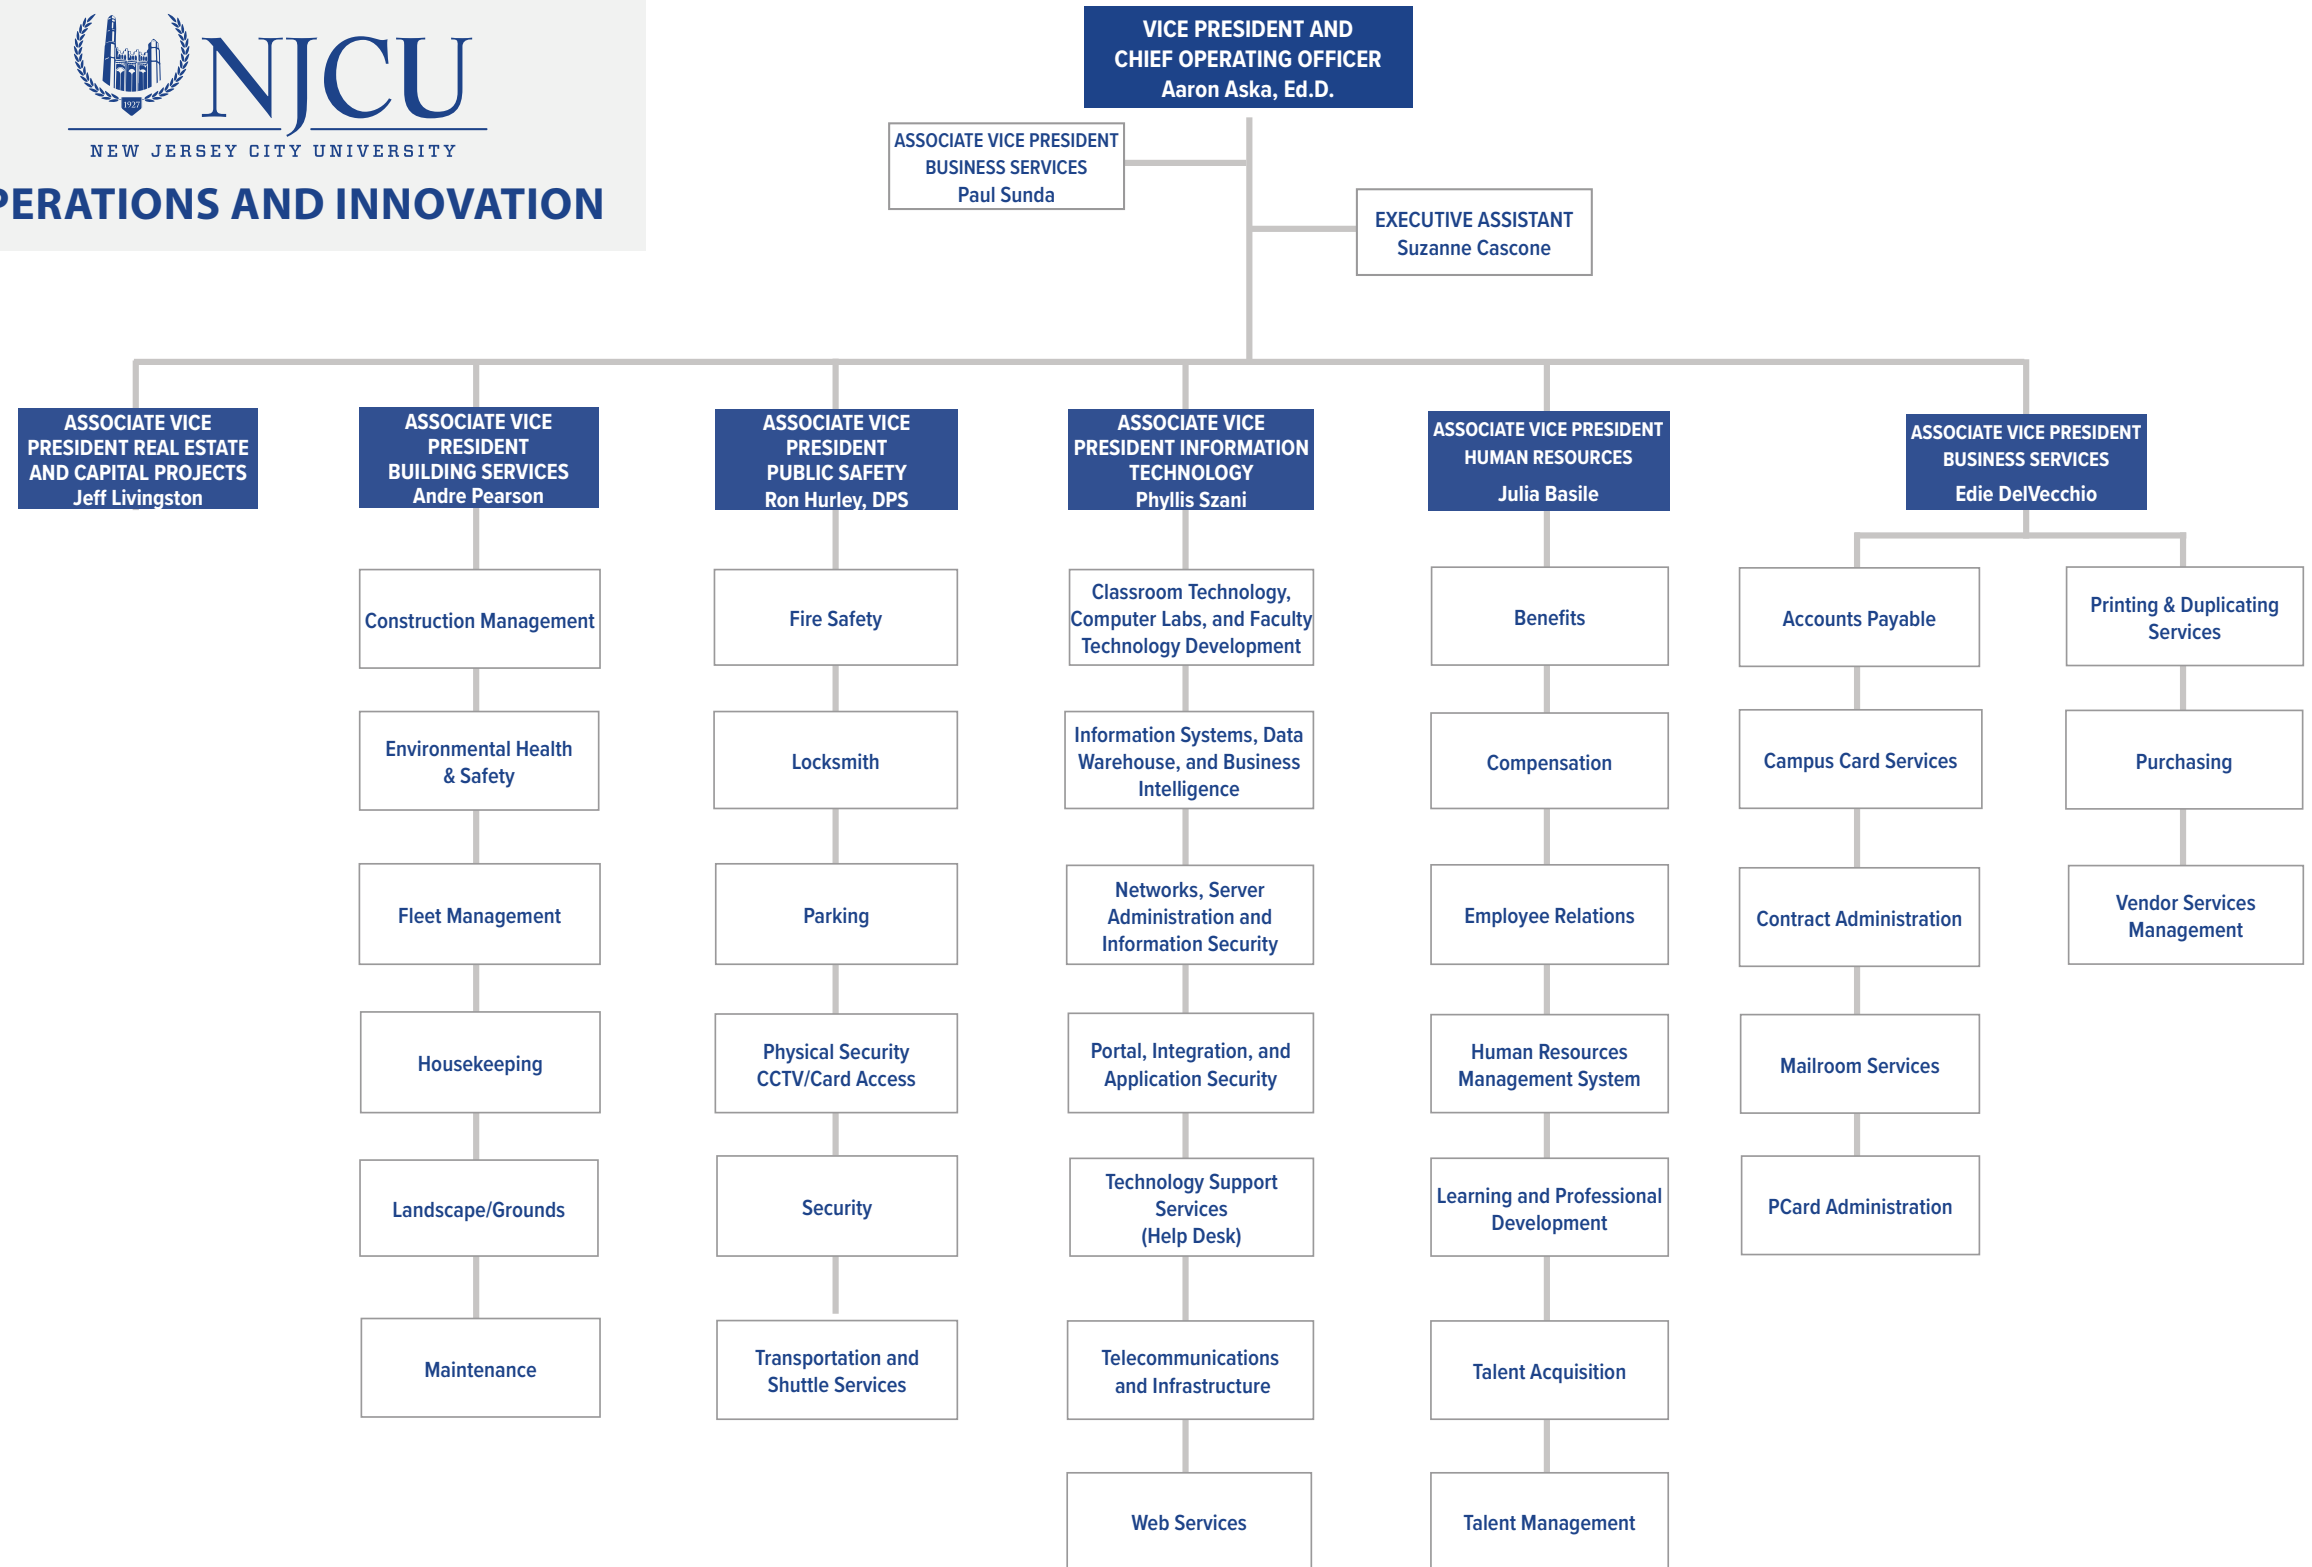 1927
NJCU
NEW JERSEY CITY UNIVERSITY
PERATIONS AND INNOVATION
VICE PRESIDENT AND
CHIEF OPERATING OFFICER
Aaron Aska, Ed.D.
ASSOCIATE VICE PRESIDENT
BUSINESS SERVICES
Paul Sunda
EXECUTIVE ASSISTANT
Suzanne Cascone
ASSOCIATE VICE
PRESIDENT REAL ESTATE
AND CAPITAL PROJECTS
Jeff Livingston
ASSOCIATE VICE
PRESIDENT
BUILDING SERVICES
Andre Pearson
Construction Management
Environmental Health
& Safety
Fleet Management
Housekeeping
Landscape/Grounds
Maintenance
ASSOCIATE VICE
PRESIDENT
PUBLIC SAFETY
Ron Hurley, DPS
Fire Safety
Locksmith
Parking
Physical Security
CCTV/Card Access
Security
Transportation and
Shuttle Services
ASSOCIATE VICE
PRESIDENT INFORMATION
TECHNOLOGY
Phyllis Szani
Classroom Technology,
Computer Labs, and Faculty
Technology Development
Information Systems, Data
Warehouse, and Business
Intelligence
Networks, Server
Administration and
Information Security
Portal, Integration, and
Application Security
Technology Support
Services
(Help Desk)
Telecommunications
and Infrastructure
Web Services
ASSOCIATE VICE PRESIDENT
HUMAN RESOURCES
Julia Basile
Benefits
Compensation
Employee Relations
Human Resources
Management System
Learning and Professional
Development
Talent Acquisition
Talent Management
ASSOCIATE VICE PRESIDENT
BUSINESS SERVICES
Edie DelVecchio
Accounts Payable
Campus Card Services
Contract Administration
Mailroom Services
PCard Administration
Printing & Duplicating
Services
Purchasing
Vendor Services
Management